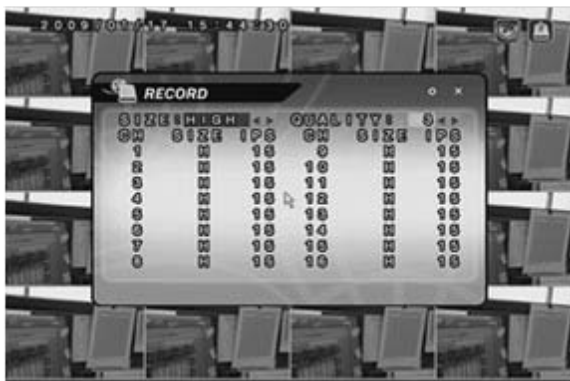 2009/01/17 15:44:30
RECORD
SIZE:HIGH QUALITY: 3
CH SIZE IPS CH SIZE IPS
1 H 15 9 H 15
2 H 15 10 H 15
3 H 15 11 H 15
4 H 15 12 H 15
5 H 15 13 H 15
6 H 15 14 H 15
7 H 15 15 H 15
8 H 15 16 H 15